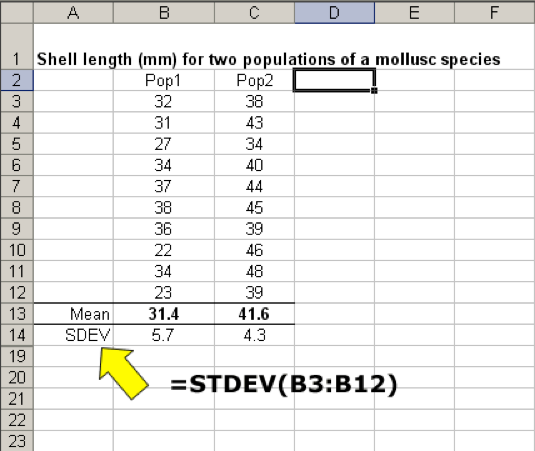 A B C D E F
1 Shell length (mm) for two populations of a mollusc species
2 Pop1 Pop2
3 32 38
4 31 43
5 27 34
6 34 40
7 37 44
8 38 45
9 36 39
10 22 46
11 34 48
12 23 39
13 Mean 31.4 41.6
14 SDEV 5.7 4.3
19
20 =STDEV(B3:B12)
21
22
23